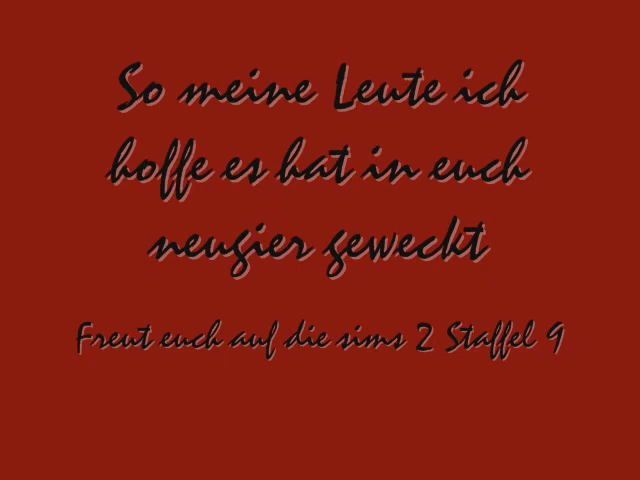 So meine Leute ich
hoffe es hat in euch
neugier geweckt
Freut euch auf die sims 2 Staffel 9